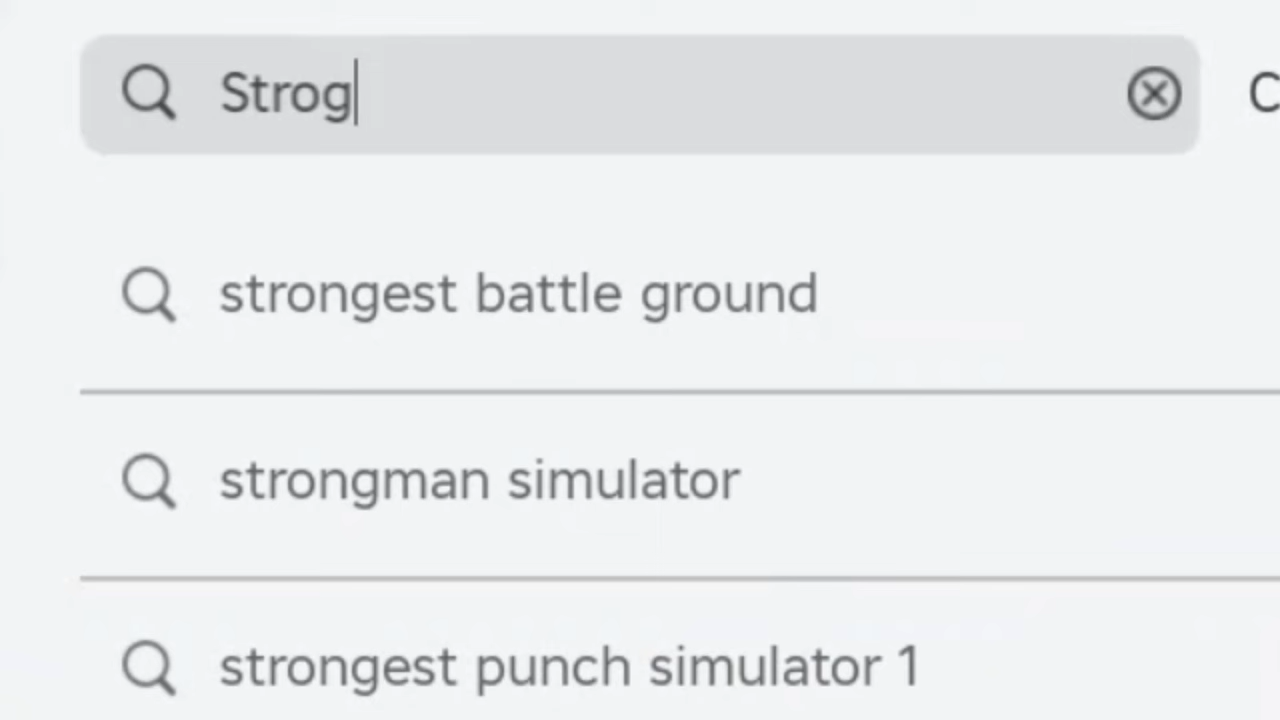 Strog
C
strongest battle ground
strongman simulator
strongest punch simulator 1